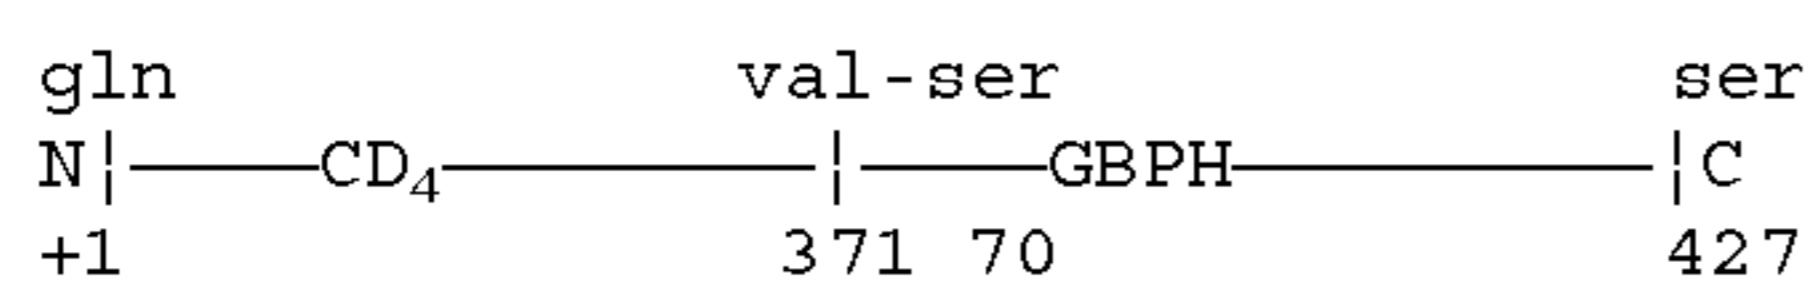 gln val-ser ser
N¦——CD₄————¦——GBPH————¦C
+1 371 70 427